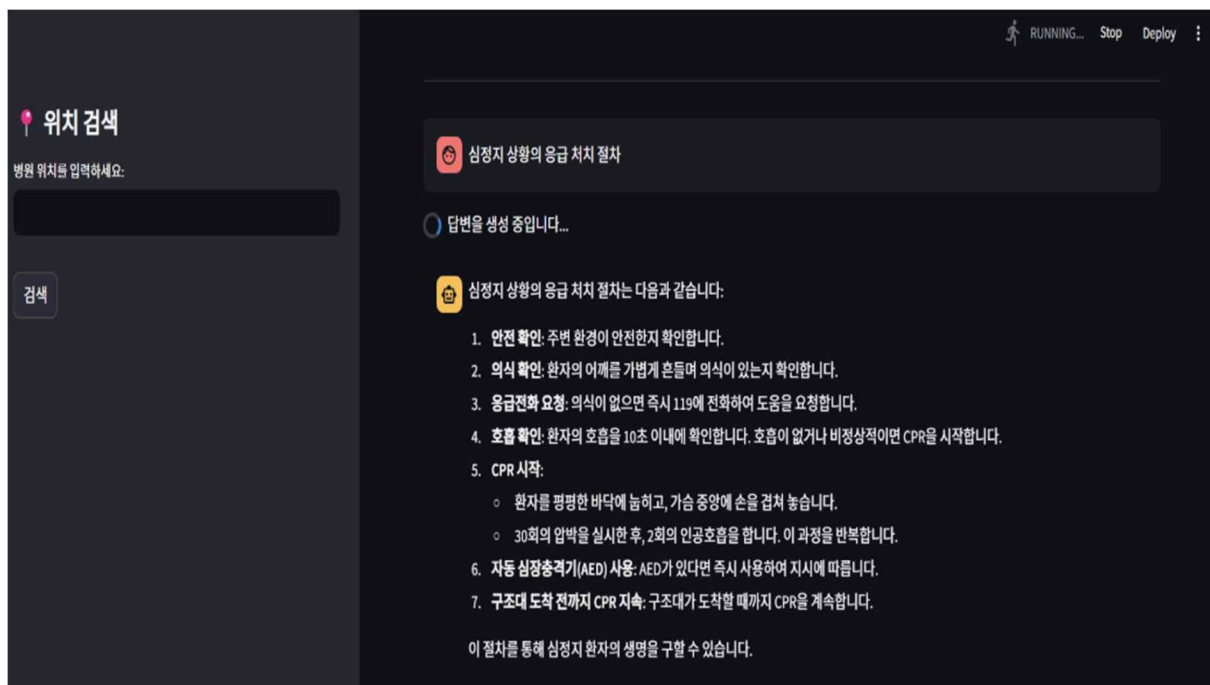 RUNNING... Stop Deploy
위치 검색
병원 위치를 입력하세요:
검색
심정지 상황의 응급 처치 절차
답변을 생성 중입니다...
심정지 상황의 응급 처치 절차는 다음과 같습니다:
1. 안전 확인: 주변 환경이 안전한지 확인합니다.
2. 의식 확인: 환자의 어깨를 가볍게 흔들며 의식이 있는지 확인합니다.
3. 응급전화 요청: 의식이 없으면 즉시 119에 전화하여 도움을 요청합니다.
4. 호흡 확인: 환자의 호흡을 10초 이내에 확인합니다. 호흡이 없거나 비정상적이면 CPR을 시작합니다.
5. CPR 시작:
○ 환자를 평평한 바닥에 눕히고, 가슴 중앙에 손을 겹쳐 놓습니다.
○ 30회의 압박을 실시한 후, 2회의 인공호흡을 합니다. 이 과정을 반복합니다.
6. 자동 심장충격기(AED) 사용: AED가 있다면 즉시 사용하여 지시에 따릅니다.
7. 구조대 도착 전까지 CPR 지속: 구조대가 도착할 때까지 CPR을 계속합니다.
이 절차를 통해 심정지 환자의 생명을 구할 수 있습니다.